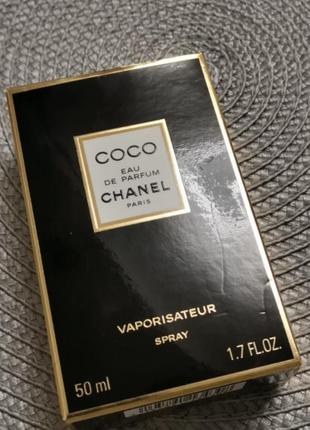 COCO
EAU
DE PARFUM
CHANEL
PARIS
VAPORISATEUR
SPRAY
50 ml 1.7 FL.OZ.